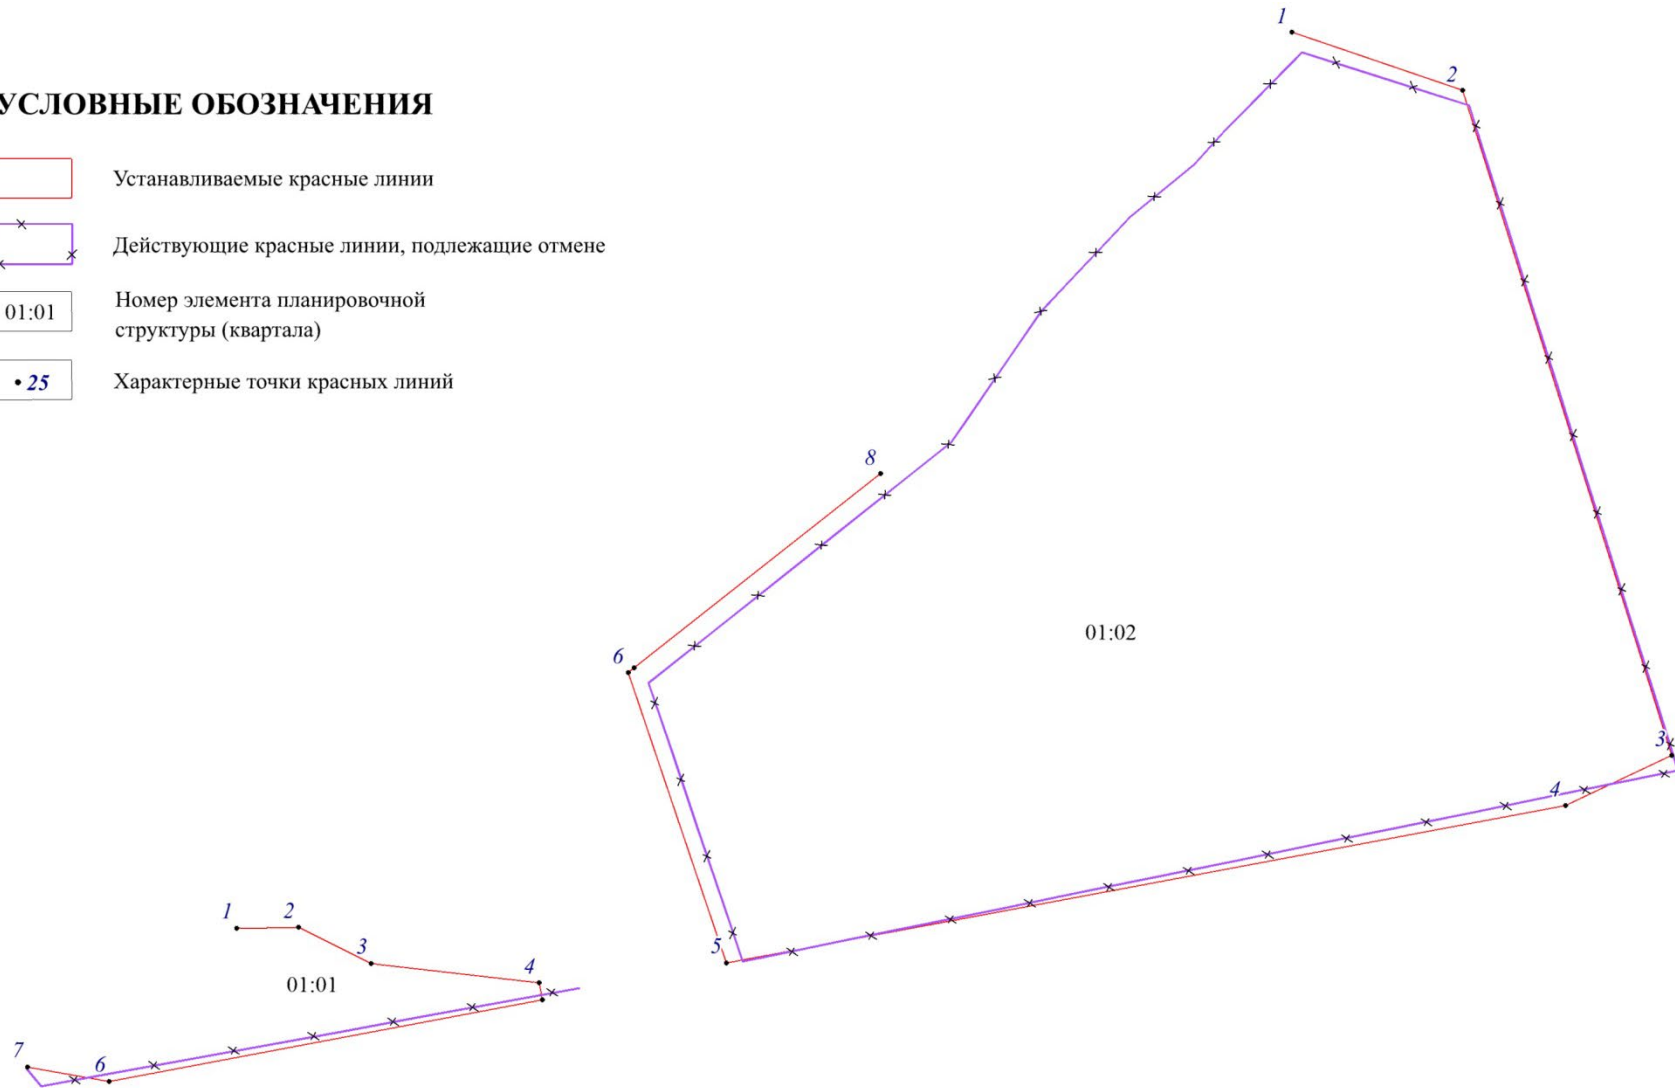 УСЛОВНЫЕ ОБОЗНАЧЕНИЯ
Устанавливаемые красные линии
Действующие красные линии, подлежащие отмене
01:01
Номер элемента планировочной
структуры (квартала)
25
Характерные точки красных линий
1
2
8
6
01:02
3
4
5
1
2
3
4
01:01
7
6